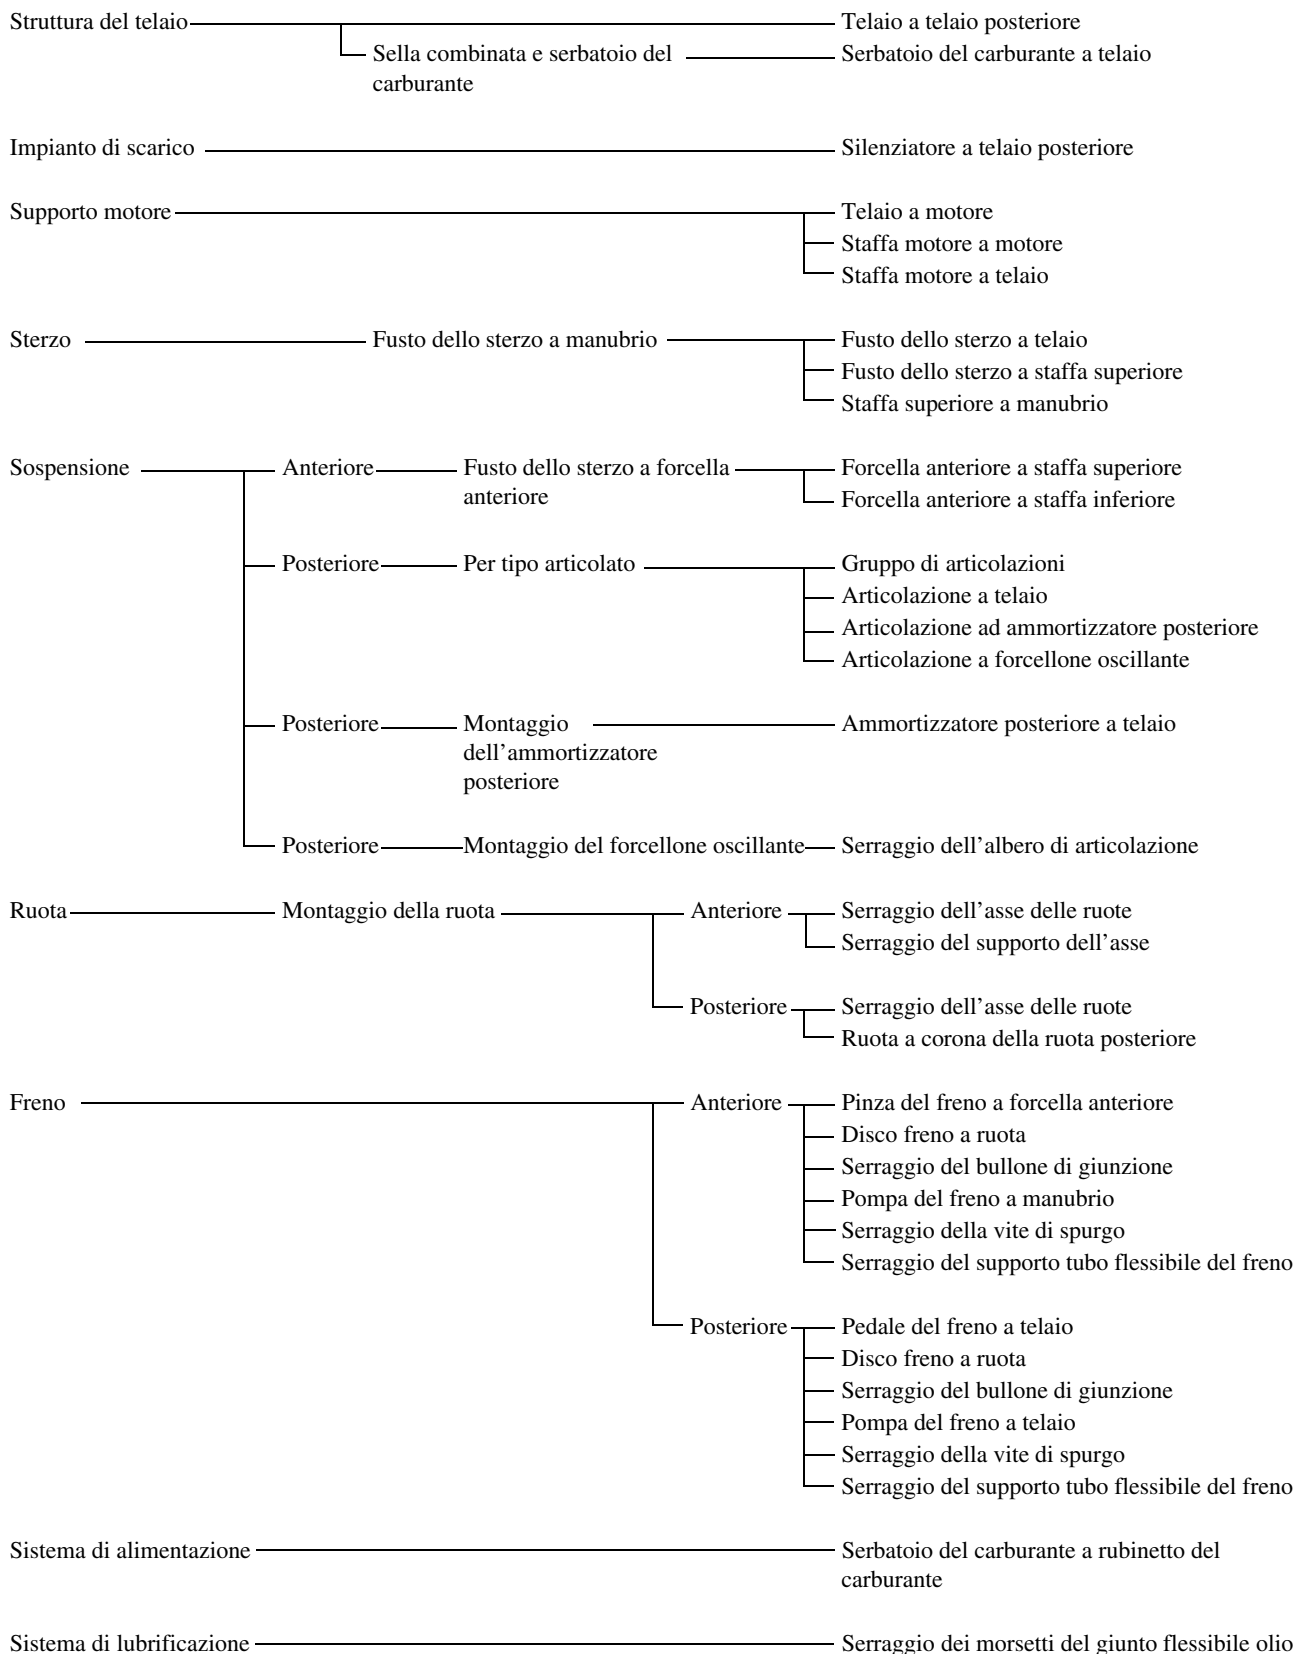 Struttura del telaio Telaio a telaio posteriore
Sella combinata e serbatoio del Serbatoio del carburante a telaio
carburante
Impianto di scarico Silenziatore a telaio posteriore
Supporto motore Telaio a motore
Staffa motore a motore
Staffa motore a telaio
Sterzo Fusto dello sterzo a manubrio Fusto dello sterzo a telaio
Fusto dello sterzo a staffa superiore
Staffa superiore a manubrio
Sospensione Anteriore Fusto dello sterzo a forcella Forcella anteriore a staffa superiore
anteriore Forcella anteriore a staffa inferiore
Posteriore Per tipo articolato Gruppo di articolazioni
Articolazione a telaio
Articolazione ad ammortizzatore posteriore
Articolazione a forcellone oscillante
Posteriore Montaggio Ammortizzatore posteriore a telaio
dell'ammortizzatore
posteriore
Posteriore Montaggio del forcellone oscillante Serraggio dell'albero di articolazione
Ruota Montaggio della ruota Anteriore Serraggio dell'asse delle ruote
Serraggio del supporto dell'asse
Posteriore Serraggio dell'asse delle ruote
Ruota a corona della ruota posteriore
Freno Anteriore Pinza del freno a forcella anteriore
Disco freno a ruota
Serraggio del bullone di giunzione
Pompa del freno a manubrio
Serraggio della vite di spurgo
Serraggio del supporto tubo flessibile del freno
Posteriore Pedale del freno a telaio
Disco freno a ruota
Serraggio del bullone di giunzione
Pompa del freno a telaio
Serraggio della vite di spurgo
Serraggio del supporto tubo flessibile del freno
Sistema di alimentazione Serbatoio del carburante a rubinetto del
carburante
Sistema di lubrificazione Serraggio dei morsetti del giunto flessibile olio